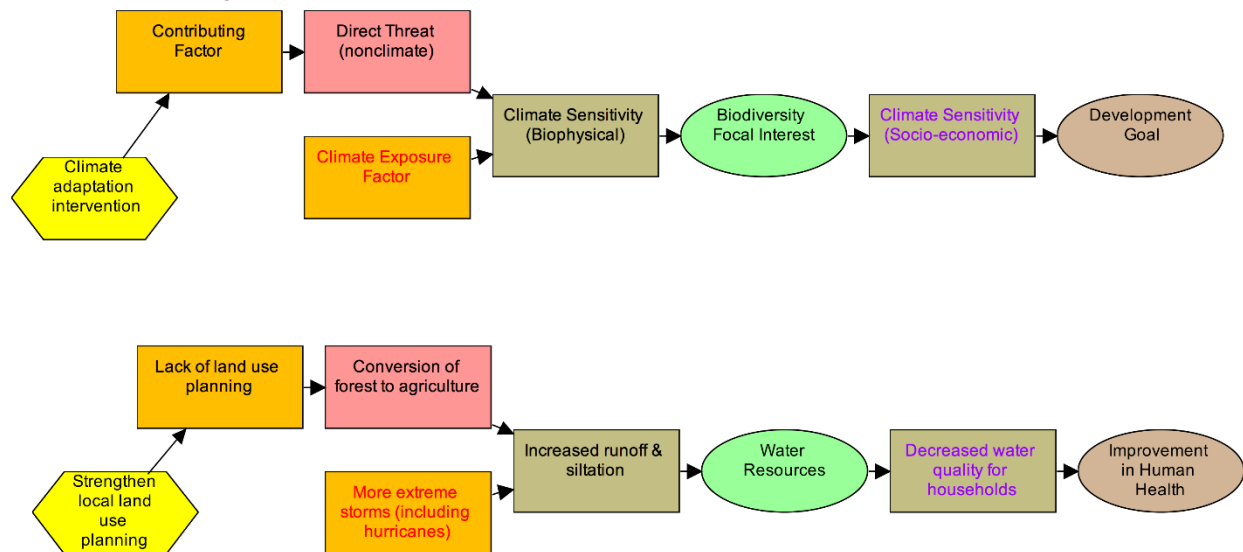 Contributing
Factor
Direct Threat
(nonclimate)
Climate Sensitivity
(Biophysical)
Biodiversity
Focal Interest
Climate Sensitivity
(Socio-economic)
Development
Goal
Climate Exposure
Factor
Climate
adaptation
intervention
Lack of land use
planning
Conversion of
forest to agriculture
Increased runoff &
siltation
Water
Resources
Decreased water
quality for
households
Improvement
in Human
Health
More extreme
storms (including
hurricanes)
Strengthen
local land
use
planning